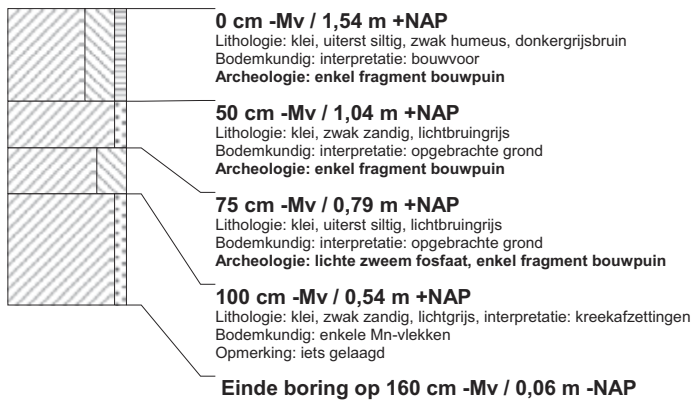 0 cm -Mv / 1,54 m +NAP
Lithologie: klei, uiterst siltig, zwak humeus, donkergrijsbruin
Bodemkundig: interpretatie: bouwvoor
Archeologie: enkel fragment bouwpuin
50 cm -Mv / 1,04 m +NAP
Lithologie: klei, zwak zandig, lichtbruingrijs
Bodemkundig: interpretatie: opgebrachte grond
Archeologie: enkel fragment bouwpuin
75 cm -Mv / 0,79 m +NAP
Lithologie: klei, uiterst siltig, lichtbruingrijs
Bodemkundig: interpretatie: opgebrachte grond
Archeologie: lichte zweem fosfaat, enkel fragment bouwpuin
100 cm -Mv / 0,54 m +NAP
Lithologie: klei, zwak zandig, lichtgrijs, interpretatie: kreekafzettingen
Bodemkundig: enkele Mn-vlekken
Opmerking: iets gelaagd
Einde boring op 160 cm -Mv / 0,06 m -NAP